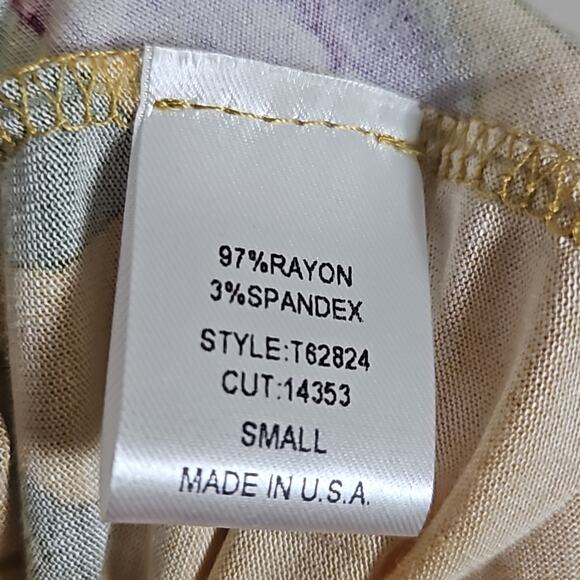 97%RAYON
3%SPANDEX
STYLE:T62824
CUT:14353
SMALL
MADE IN U.S.A.